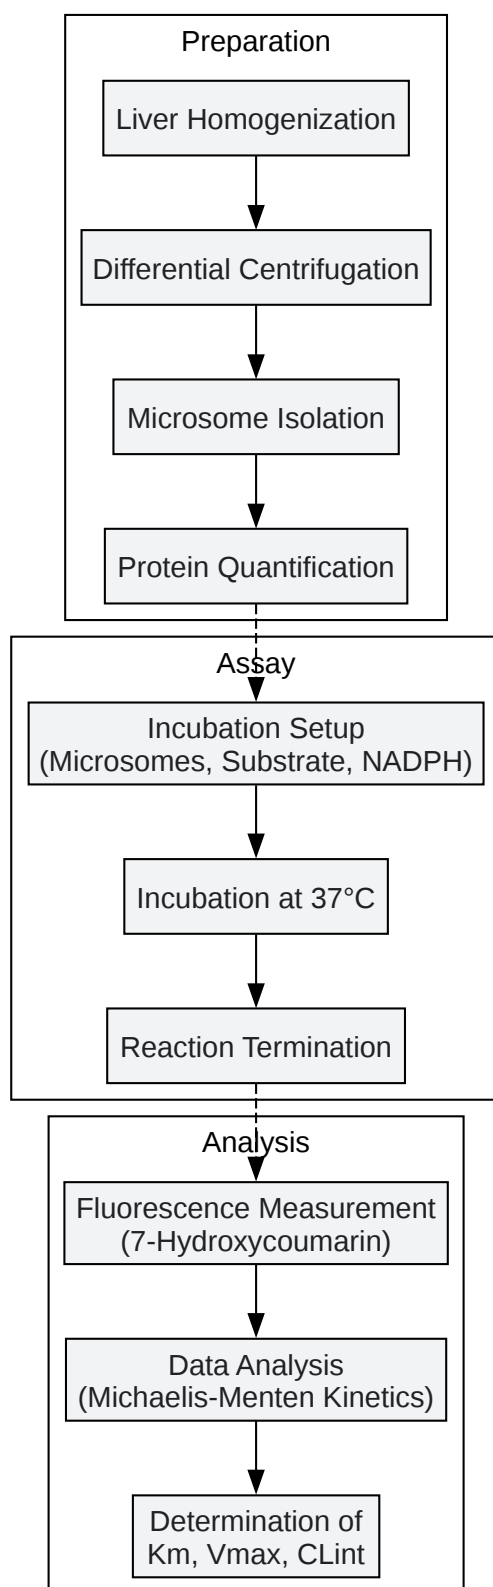 Preparation
Liver Homogenization
Differential Centrifugation
Microsome Isolation
Protein Quantification
Assay
Incubation Setup
(Microsomes, Substrate, NADPH)
Incubation at 37°C
Reaction Termination
Analysis
Fluorescence Measurement
(7-Hydroxycoumarin)
Data Analysis
(Michaelis-Menten Kinetics)
Determination of
Km, Vmax, CLint